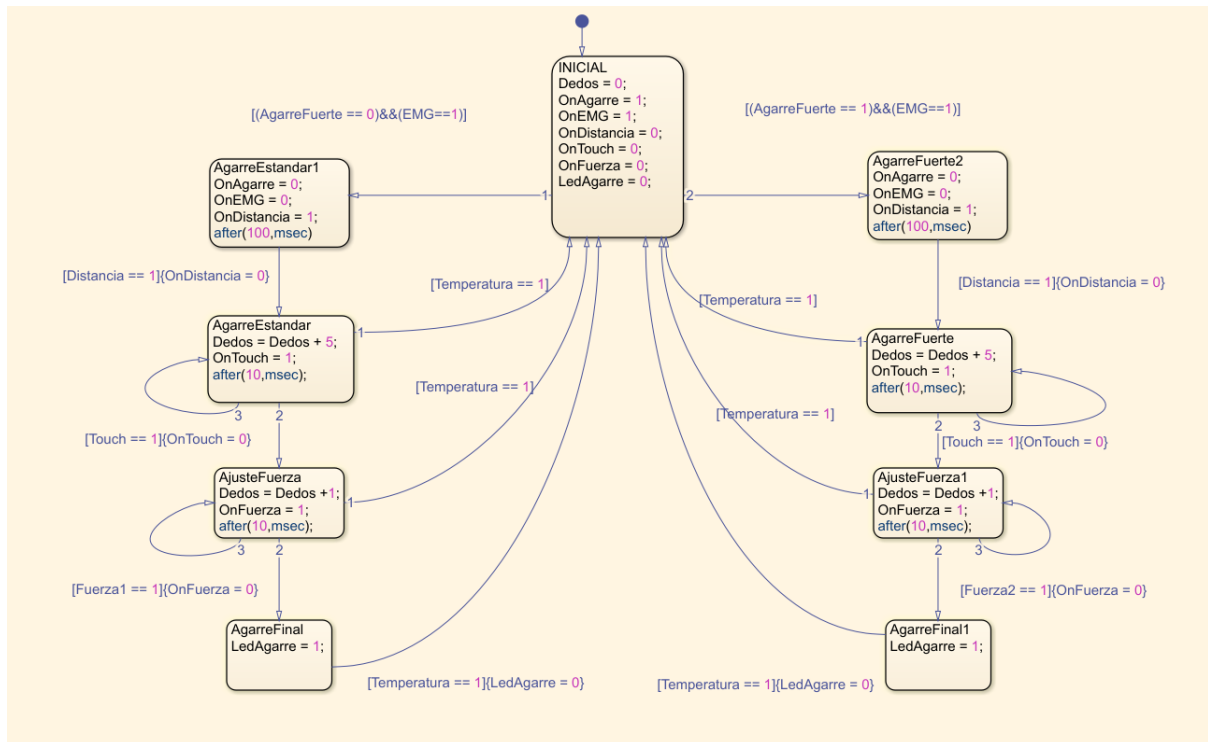 INICIAL
Dedos = 0;
OnAgarre = 1;
OnEMG = 1;
OnDistancia = 0;
OnTouch = 0;
OnFuerza = 0;
LedAgarre = 0;
[(AgarreFuerte == 0)&&(EMG==1)]
[(AgarreFuerte == 1)&&(EMG==1)]
1
2
AgarreEstandar1
OnAgarre = 0;
OnEMG = 0;
OnDistancia = 1;
after(100,msec)
AgarreFuerte2
OnAgarre = 0;
OnEMG = 0;
OnDistancia = 1;
after(100,msec)
[Distancia == 1]{OnDistancia = 0}
[Temperatura == 1]
[Temperatura == 1]
[Distancia == 1]{OnDistancia = 0}
AgarreEstandar
Dedos = Dedos + 5;
OnTouch = 1;
after(10,msec);
1
3
2
AgarreFuerte
Dedos = Dedos + 5;
OnTouch = 1;
after(10,msec);
1
2
3
[Temperatura == 1]
[Temperatura == 1]
[Touch == 1]{OnTouch = 0}
[Touch == 1]{OnTouch = 0}
AjusteFuerza
Dedos = Dedos +1;
OnFuerza = 1;
after(10,msec);
1
3
2
AjusteFuerza1
Dedos = Dedos +1;
OnFuerza = 1;
after(10,msec);
1
2
3
[Fuerza1 == 1]{OnFuerza = 0}
[Fuerza2 == 1]{OnFuerza = 0}
AgarreFinal
LedAgarre = 1;
AgarreFinal1
LedAgarre = 1;
[Temperatura == 1]{LedAgarre = 0}
[Temperatura == 1]{LedAgarre = 0}